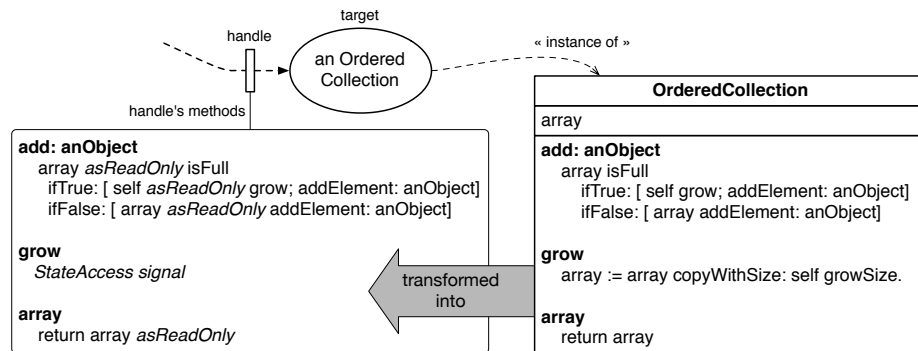 target
handle
« instance of »
an Ordered
Collection
handle's methods
OrderedCollection
array
add: anObject
array asReadOnly isFull
ifTrue: [ self asReadOnly grow; addElement: anObject]
ifFalse: [ array asReadOnly addElement: anObject]
grow
StateAccess signal
array
return array asReadOnly
transformed
into
add: anObject
array isFull
ifTrue: [ self grow; addElement: anObject]
ifFalse: [ array addElement: anObject]
grow
array := array copyWithSize: self growSize.
array
return array